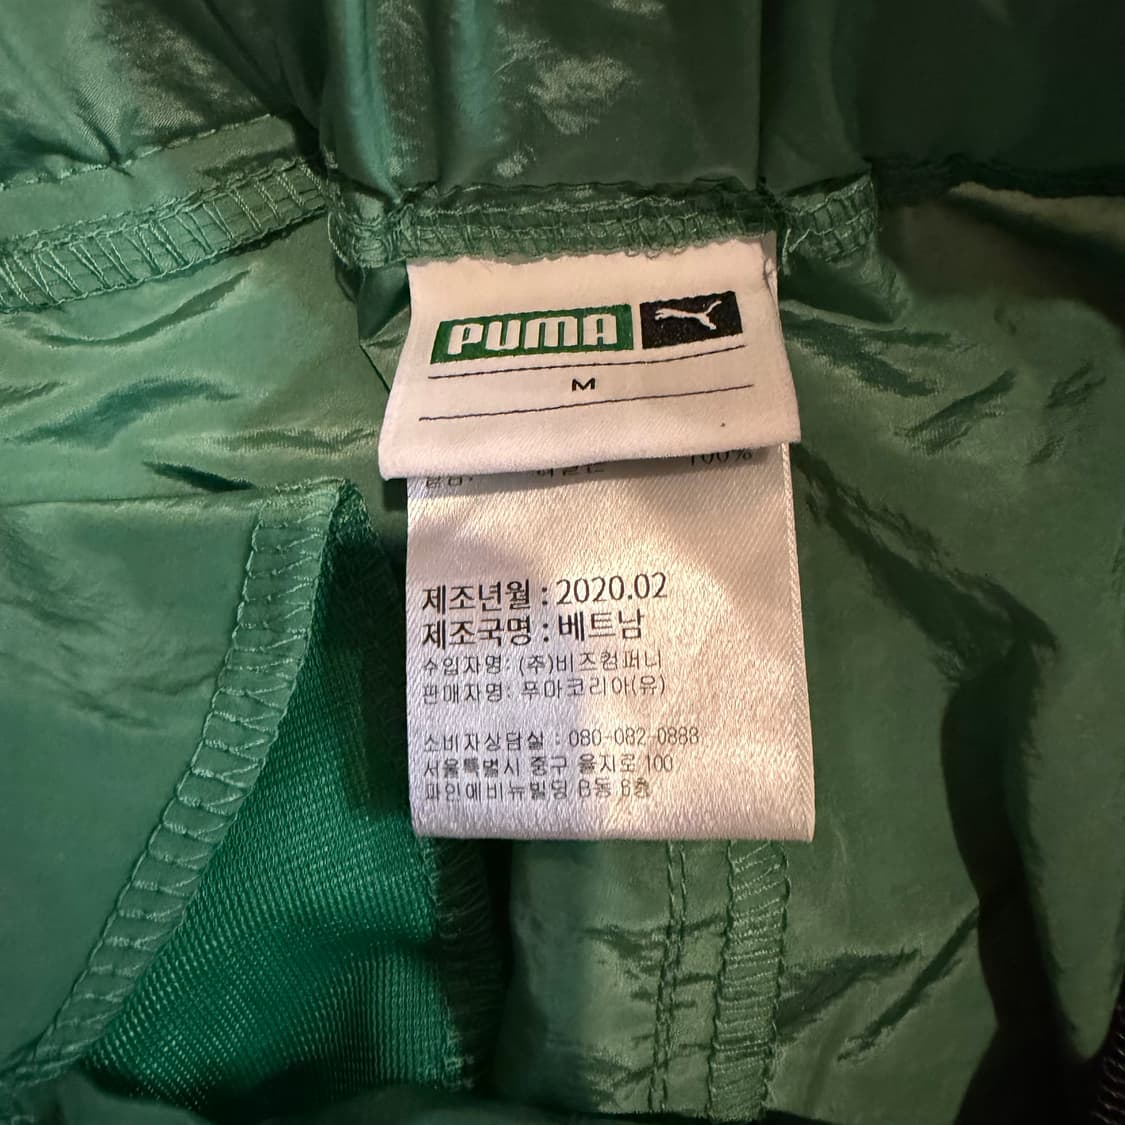 PUMA
M
100%
제조년월 : 2020.02
제조국명 : 베트남
수입자명: (주)비즈컴퍼니
판매자명: 푸마코리아(유)
소비자상담실 : 080-082-0888
서울특별시 중구 을지로 100
파인에비뉴빌딩 B동 6층